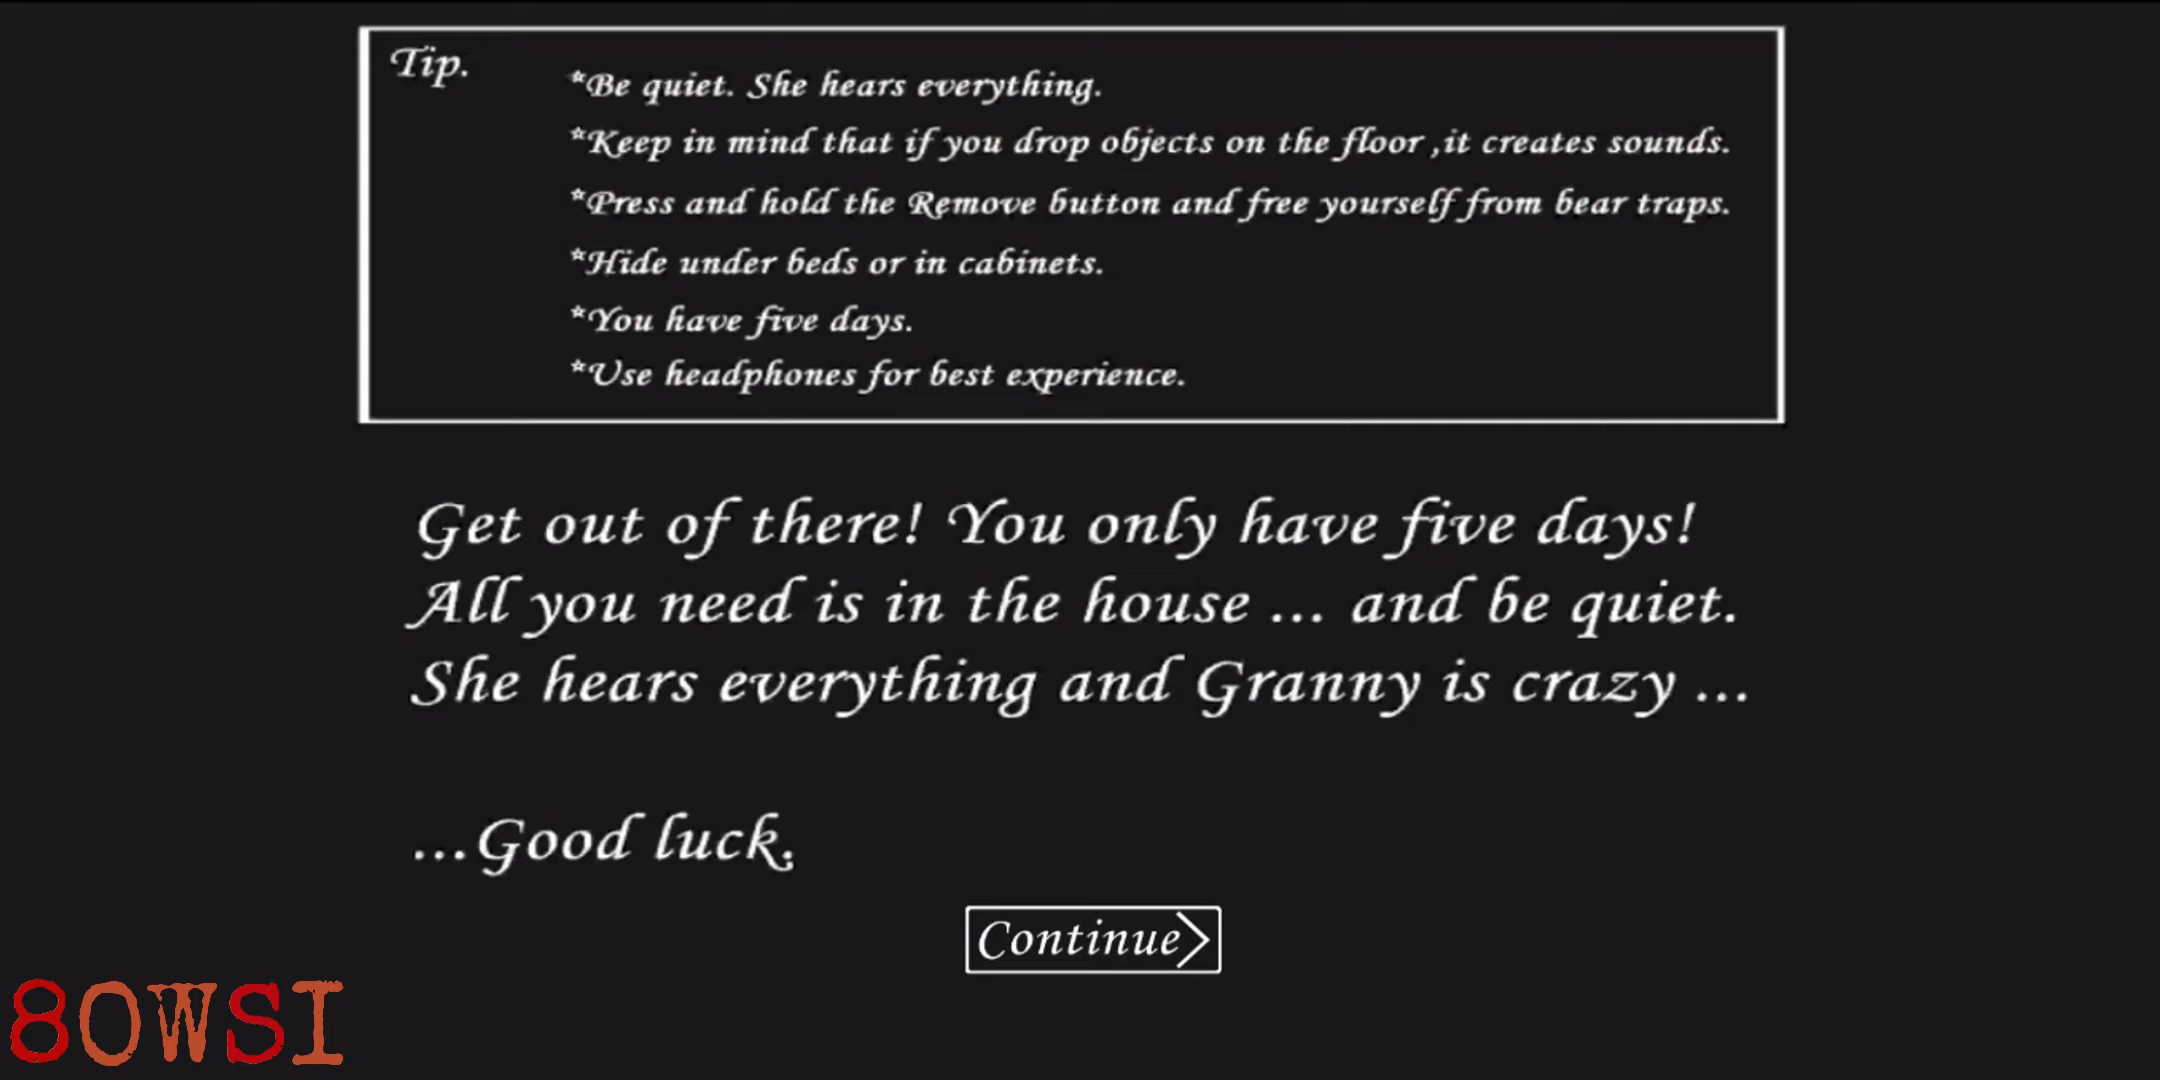 Tip.
*Be quiet. She hears everything.
*Keep in mind that if you drop objects on the floor ,it creates sounds.
*Press and hold the Remove button and free yourself from bear traps.
*Hide under beds or in cabinets.
*You have five days.
*Use headphones for best experience.
Get out of there! You only have five days!
All you need is in the house ... and be quiet.
She hears everything and Granny is crazy ...
...Good luck.
Continue
8OWSI